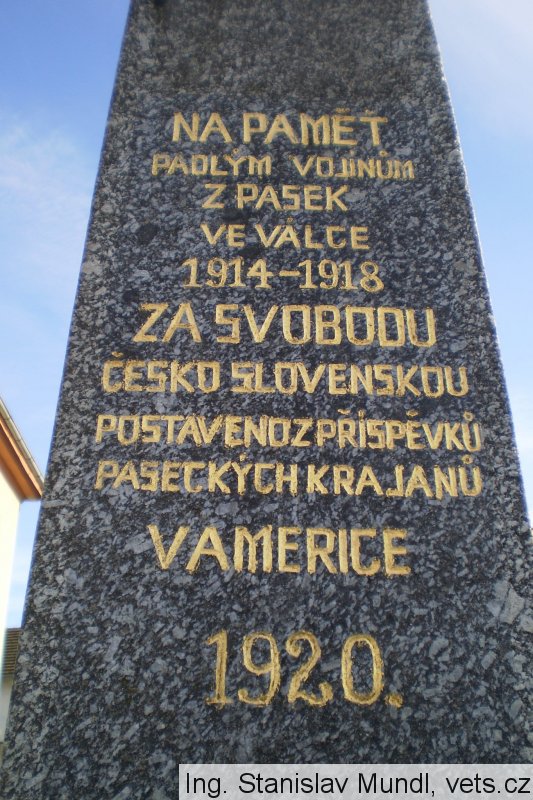 NA PAMĚŤ
PADLÝM VOJÍNŮM
Z PASEK
VE VÁLCE
1914–1918
ZA SVOBODU
ČESKO SLOVENSKOU
POSTAVENO Z PŘÍSPĚVKŮ
PASECKÝCH KRAJANŮ
V AMERICE
1920.
Ing. Stanislav Mundl, vets.cz